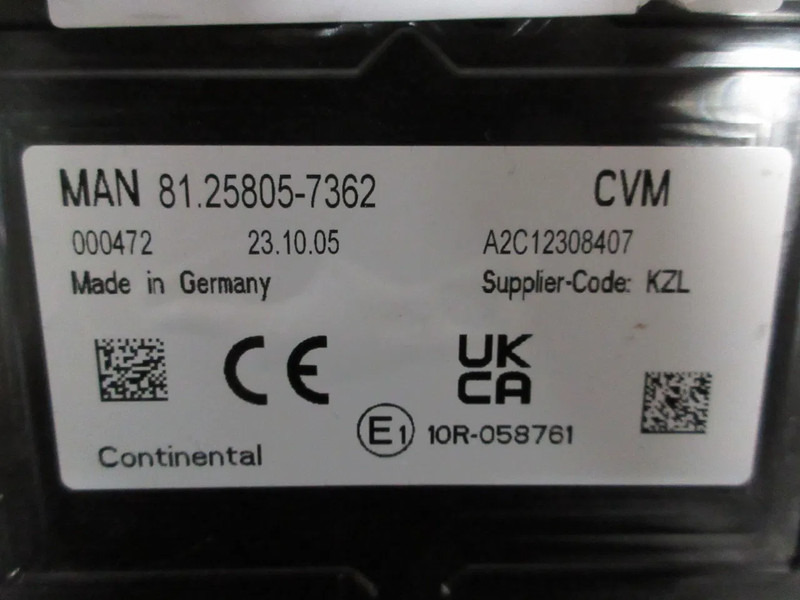 MAN 81.25805-7362 CVM
000472 23.10.05 A2C12308407
Made in Germany Supplier-Code: KZL
CE UK
CA
E1 10R-058761
Continental